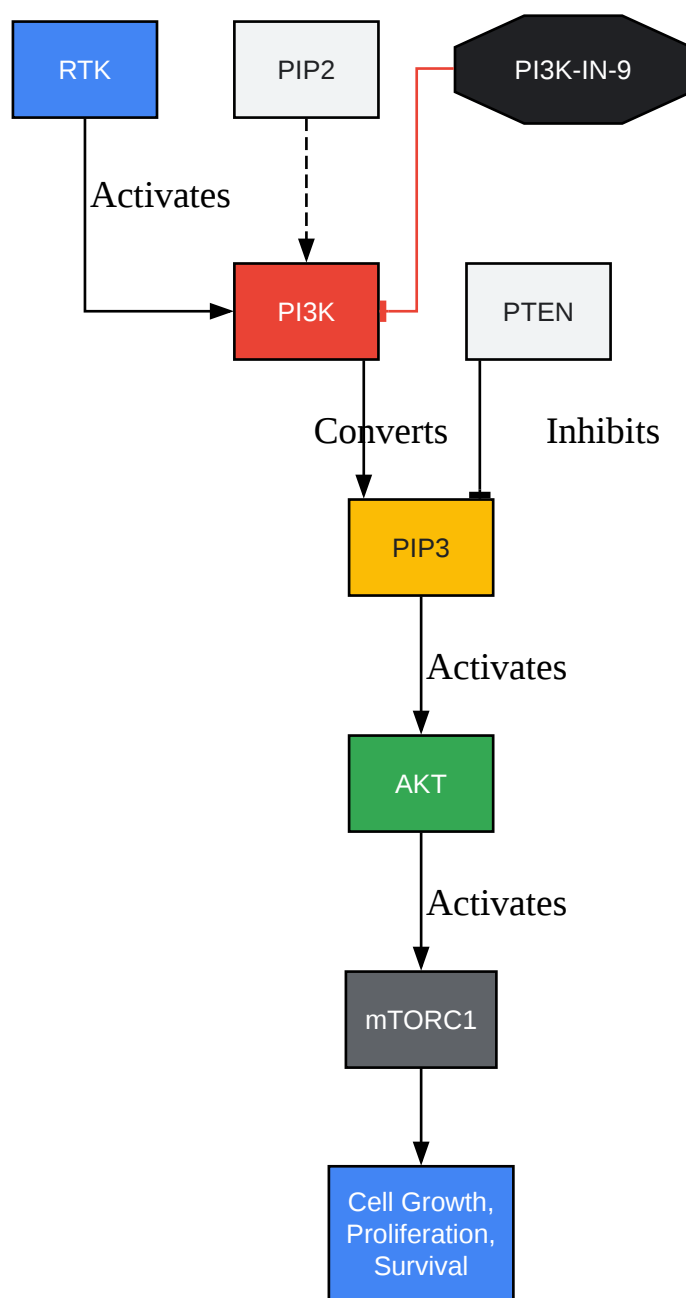 RTK
PIP2
PI3K-IN-9
Activates
PI3K
PTEN
Converts
Inhibits
PIP3
Activates
AKT
Activates
mTORC1
Cell Growth,
Proliferation,
Survival